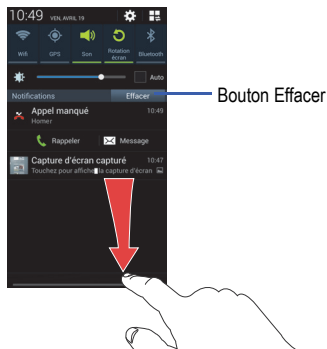 10:49 VEN. AVRIL 19
Wifi GPS Son Rotation écran Bluetooth
Auto
Notifications Effacer
Bouton Effacer
Appel manqué 10:49
Homer
Rappeler Message
Capture d'écran capturé 10:47
Touchez pour affiche la capture d'écran